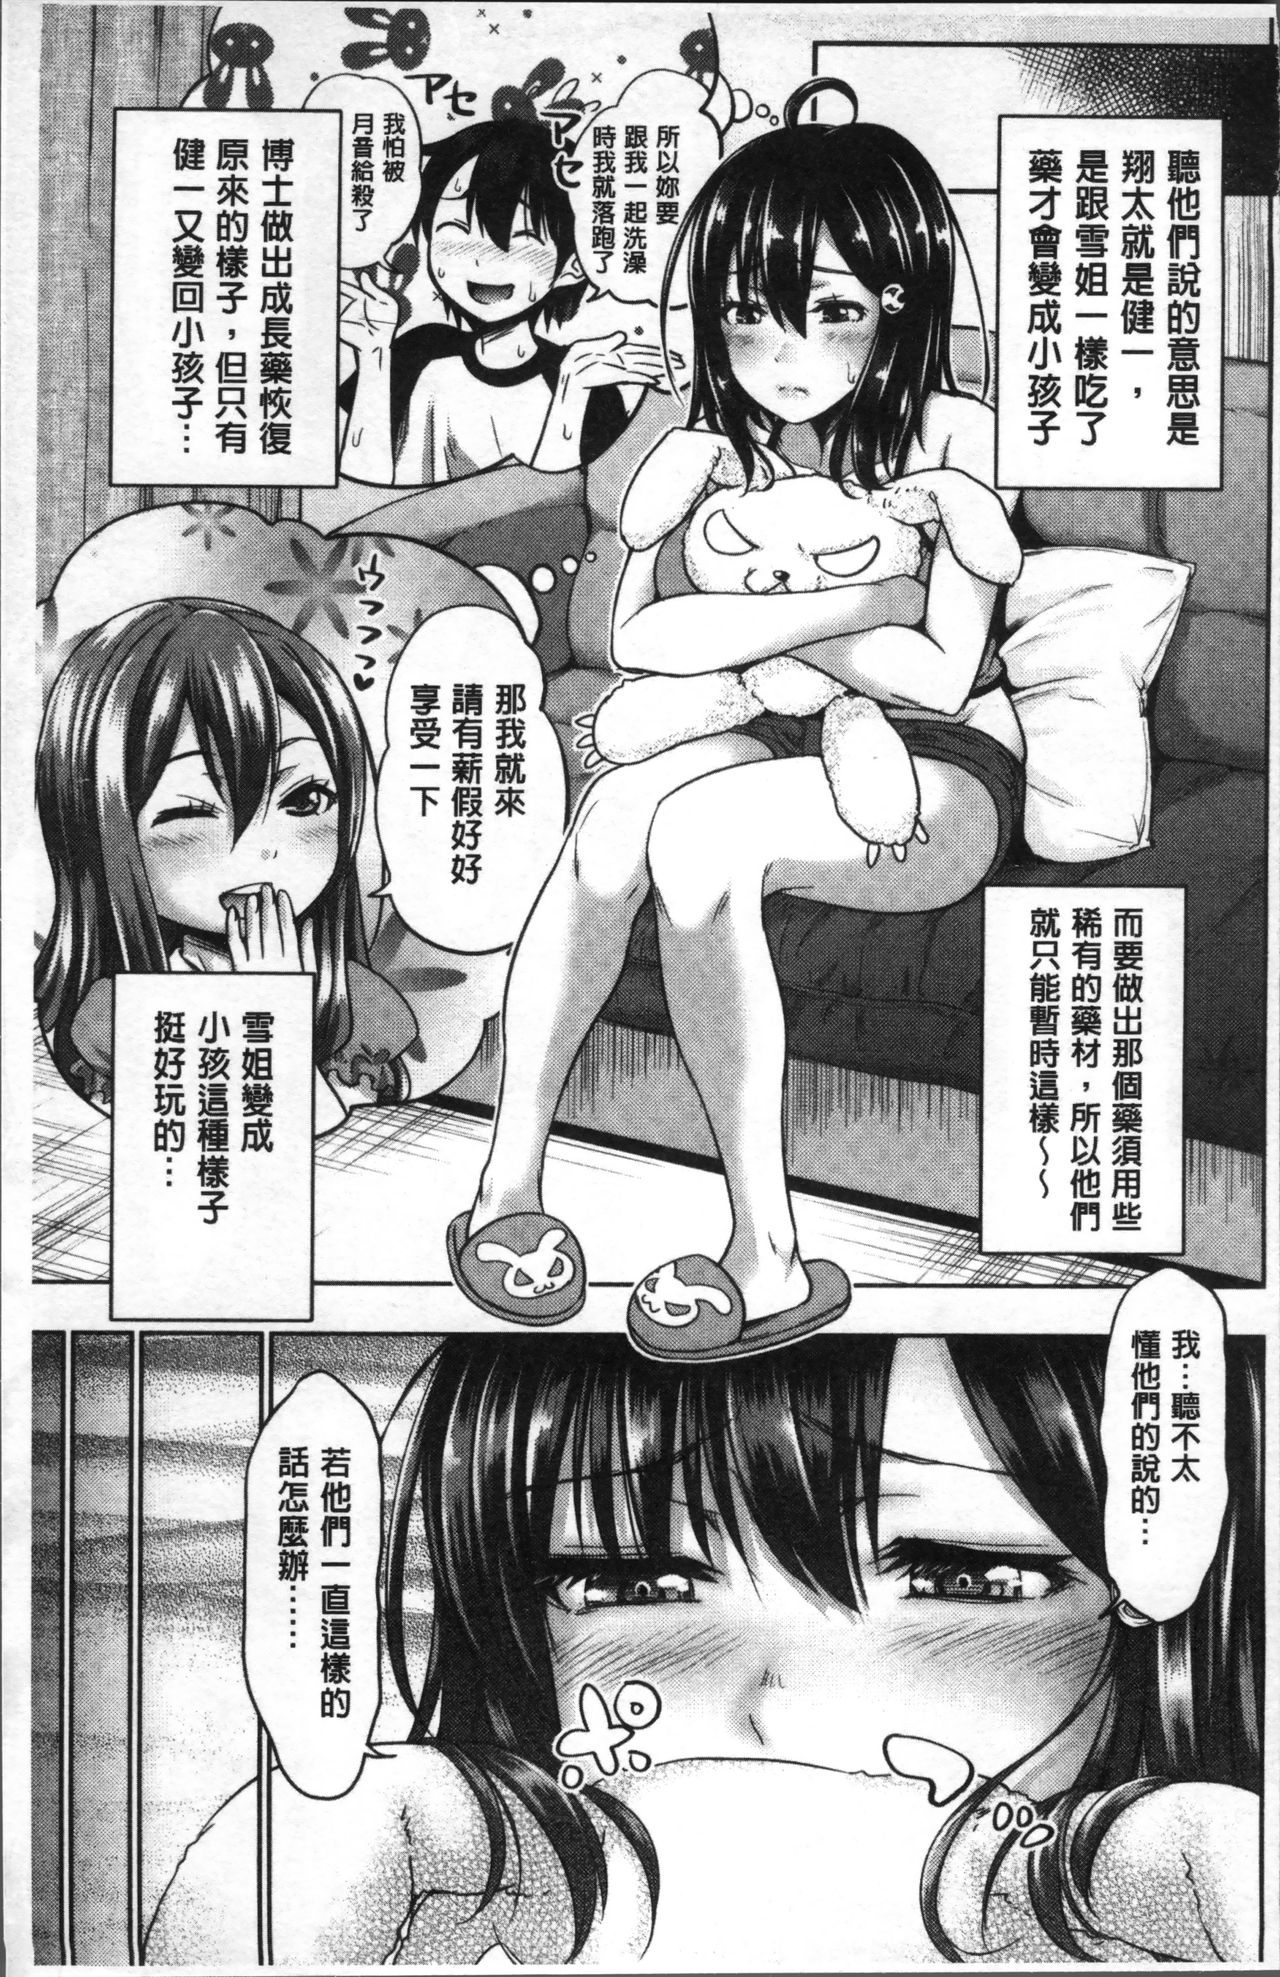 聽他們說的意思是
翔太就是健一，
是跟雪姐一樣吃了
藥才會變成小孩子
所以妳要
跟我一起洗澡
時我就落跑了
我怕被
月音給殺了
アセ
アセ
博士做出成長藥恢復
原來的樣子，但只有
健一又變回小孩子…
而要做出那個藥須用些
稀有的藥材，所以他們
就只能暫時這樣～～
那我就來
請有薪假好好
享受一下
ウフフフ♥
雪姐變成
小孩這種樣子
挺好玩的…
我…聽不太
懂他們的說的…
若他們一直這樣的
話怎麼辦……
ポ